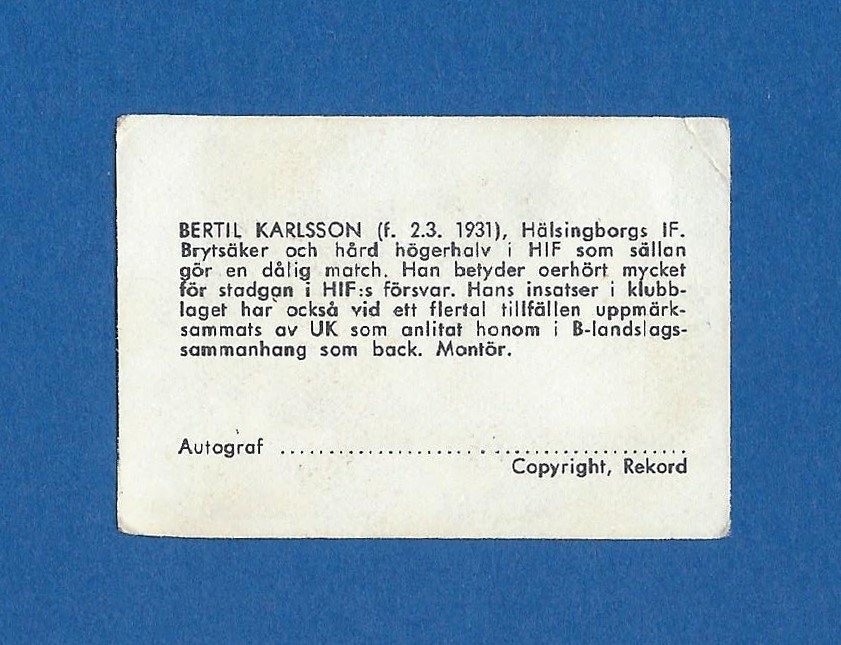 BERTIL KARLSSON (f. 2.3. 1931), Hälsingborgs IF.
Brytsäker och hård högerhalv i HIF som sällan
gör en dålig match. Han betyder oerhört mycket
för stadgan i HIF:s försvar. Hans insatser i klubb-
laget har också vid ett flertal tillfällen uppmärk-
sammats av UK som anlitat honom i B-landslags-
sammanhang som back. Montör.
Autograf ..........................................
Copyright, Rekord